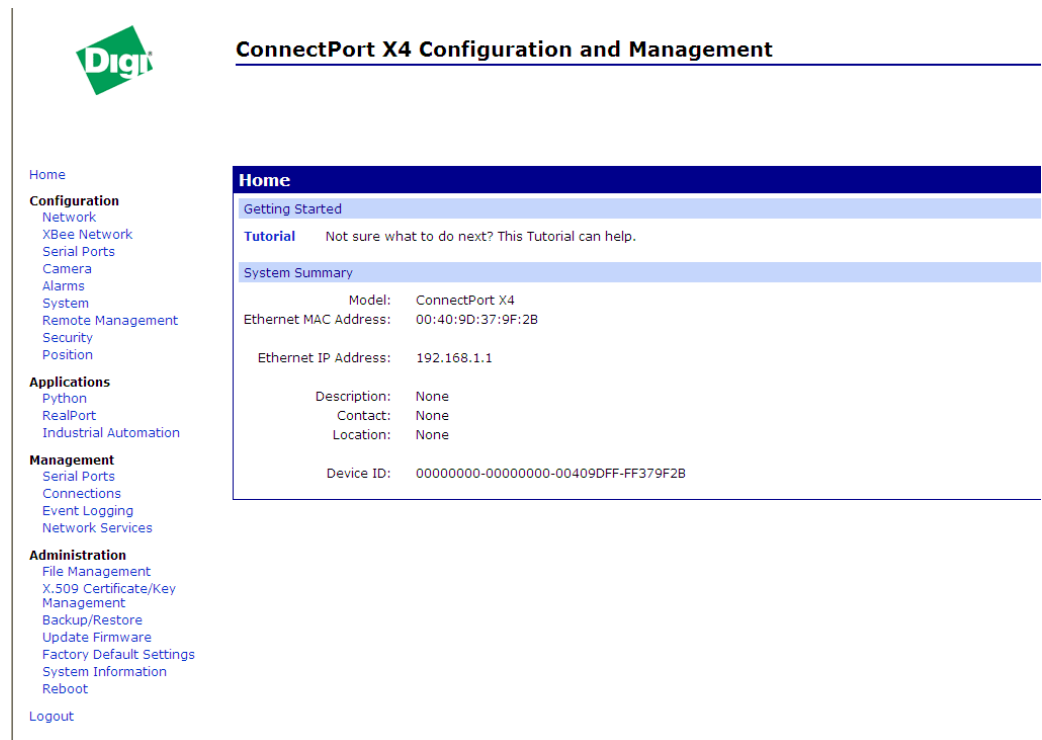 Digi
ConnectPort X4 Configuration and Management
Home
Configuration
Network
XBee Network
Serial Ports
Camera
Alarms
System
Remote Management
Security
Position
Applications
Python
RealPort
Industrial Automation
Management
Serial Ports
Connections
Event Logging
Network Services
Administration
File Management
X.509 Certificate/Key
Management
Backup/Restore
Update Firmware
Factory Default Settings
System Information
Reboot
Logout
Home
Getting Started
Tutorial Not sure what to do next? This Tutorial can help.
System Summary
Model: ConnectPort X4
Ethernet MAC Address: 00:40:9D:37:9F:2B
Ethernet IP Address: 192.168.1.1
Description: None
Contact: None
Location: None
Device ID: 00000000-00000000-00409DFF-FF379F2B